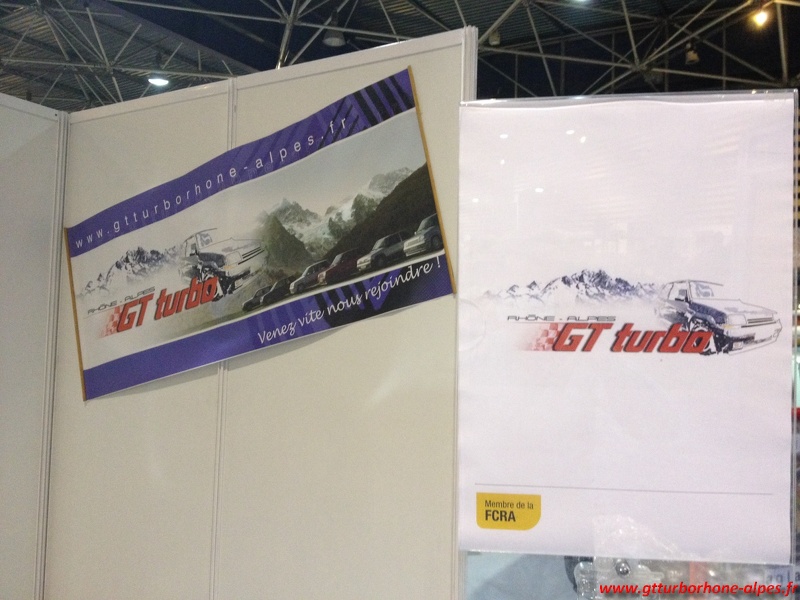 www.gtturborhone-alpes.fr
RHÔNE - ALPES
GT turbo
Venez vite nous rejoindre !
RHÔNE - ALPES
GT turbo
Membre de la
FCRA
www.gtturborhone-alpes.fr